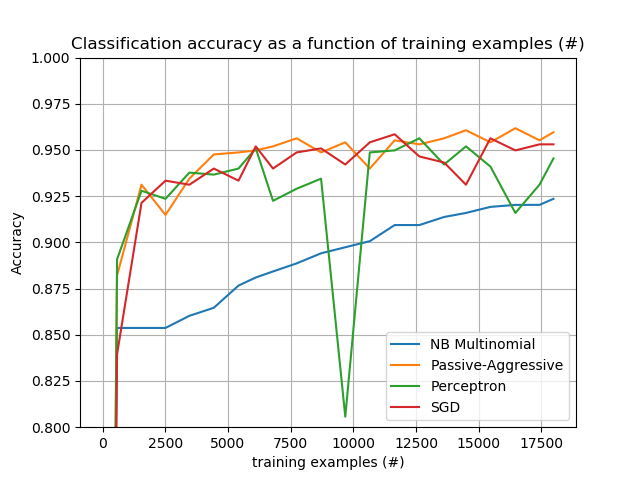 Classification accuracy as a function of training examples (#)
1.000
0.975
0.950
0.925
0.900
0.875
0.850
0.825
0.800
Accuracy
NB Multinomial
Passive-Aggressive
Perceptron
SGD
0 2500 5000 7500 10000 12500 15000 17500
training examples (#)